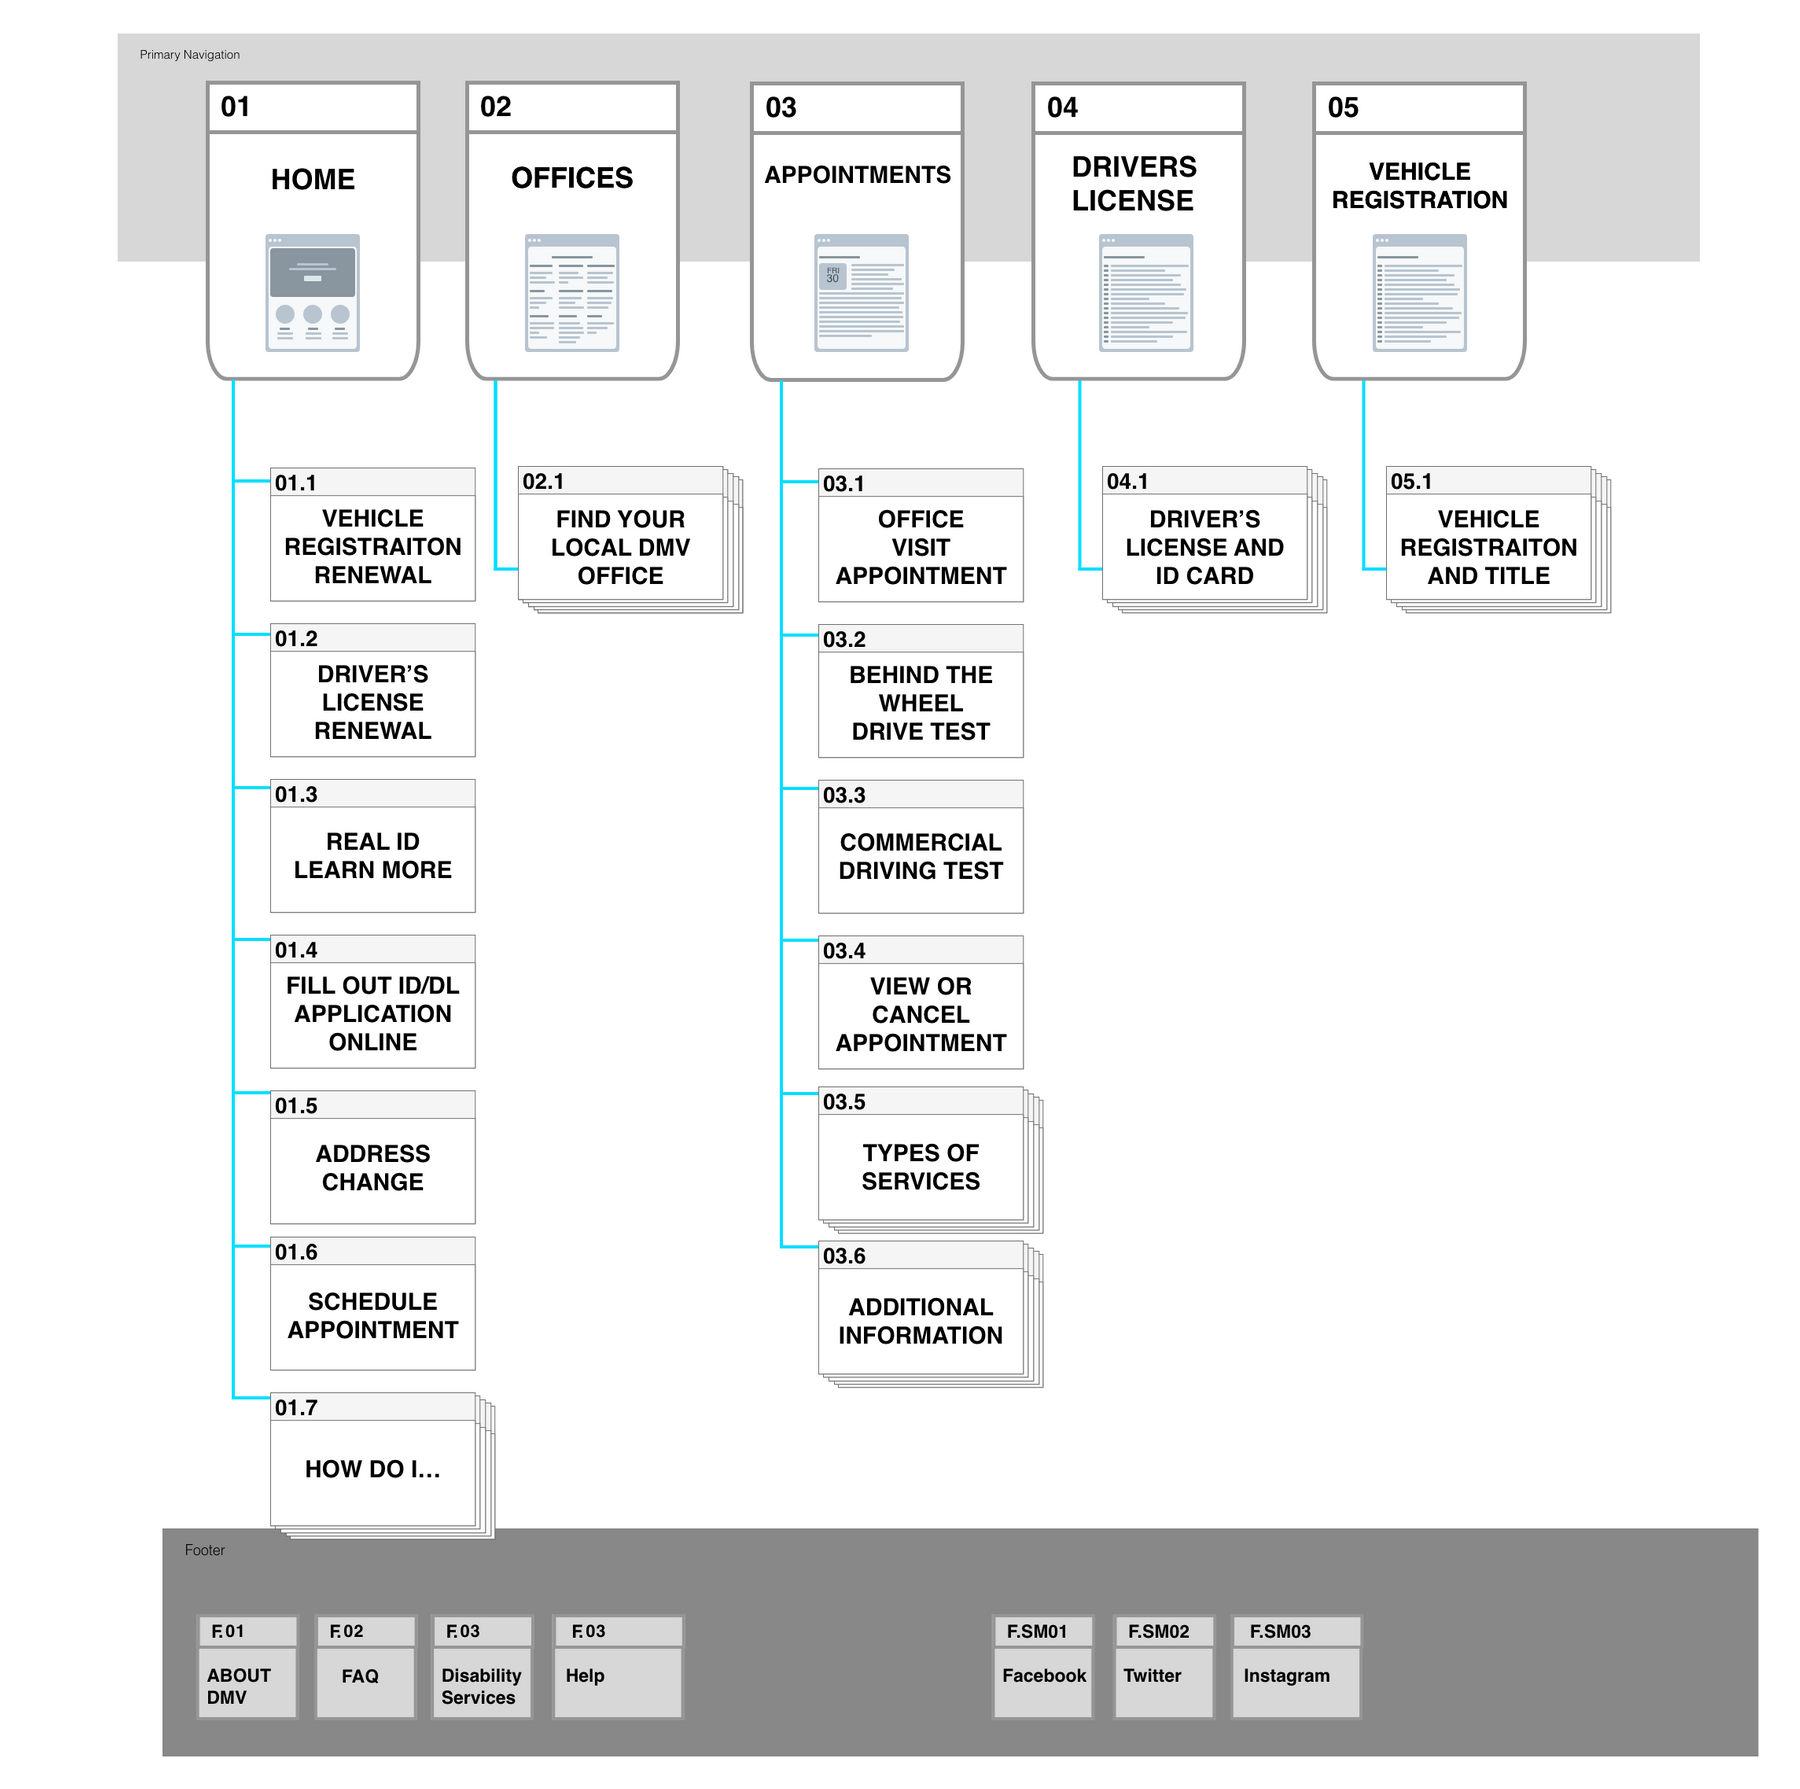 Primary Navigation
01
HOME
02
OFFICES
03
APPOINTMENTS
FRI
30
04
DRIVERS
LICENSE
05
VEHICLE
REGISTRATION
01.1
VEHICLE
REGISTRAITON
RENEWAL
01.2
DRIVER’S
LICENSE
RENEWAL
01.3
REAL ID
LEARN MORE
01.4
FILL OUT ID/DL
APPLICATION
ONLINE
01.5
ADDRESS
CHANGE
01.6
SCHEDULE
APPOINTMENT
01.7
HOW DO I...
02.1
FIND YOUR
LOCAL DMV
OFFICE
03.1
OFFICE
VISIT
APPOINTMENT
03.2
BEHIND THE
WHEEL
DRIVE TEST
03.3
COMMERCIAL
DRIVING TEST
03.4
VIEW OR
CANCEL
APPOINTMENT
03.5
TYPES OF
SERVICES
03.6
ADDITIONAL
INFORMATION
04.1
DRIVER’S
LICENSE AND
ID CARD
05.1
VEHICLE
REGISTRAITON
AND TITLE
Footer
F.01
ABOUT
DMV
F.02
FAQ
F.03
Disability
Services
F.03
Help
F.SM01
Facebook
F.SM02
Twitter
F.SM03
Instagram